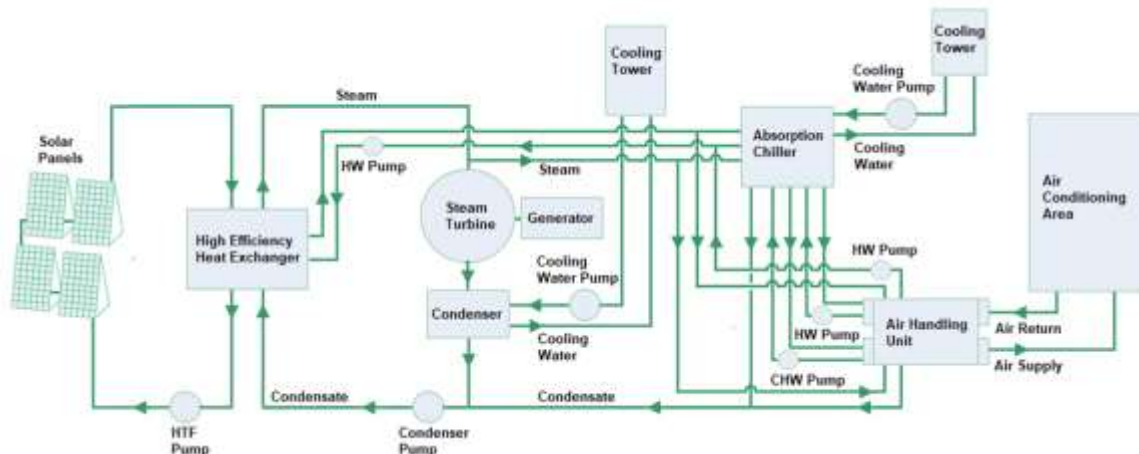 Cooling
Tower
Cooling
Tower
Cooling
Water Pump
Steam
Solar
Panels
HW Pump
Steam
Absorption
Chiller
Cooling
Water
Air
Conditioning
Area
Steam
Turbine
Generator
High Efficiency
Heat Exchanger
Cooling
Water Pump
HW Pump
Condenser
Cooling
Water
HW Pump
Air Handling
Unit
Air Return
Air Supply
CHW Pump
Condensate
Condensate
HTF
Pump
Condenser
Pump